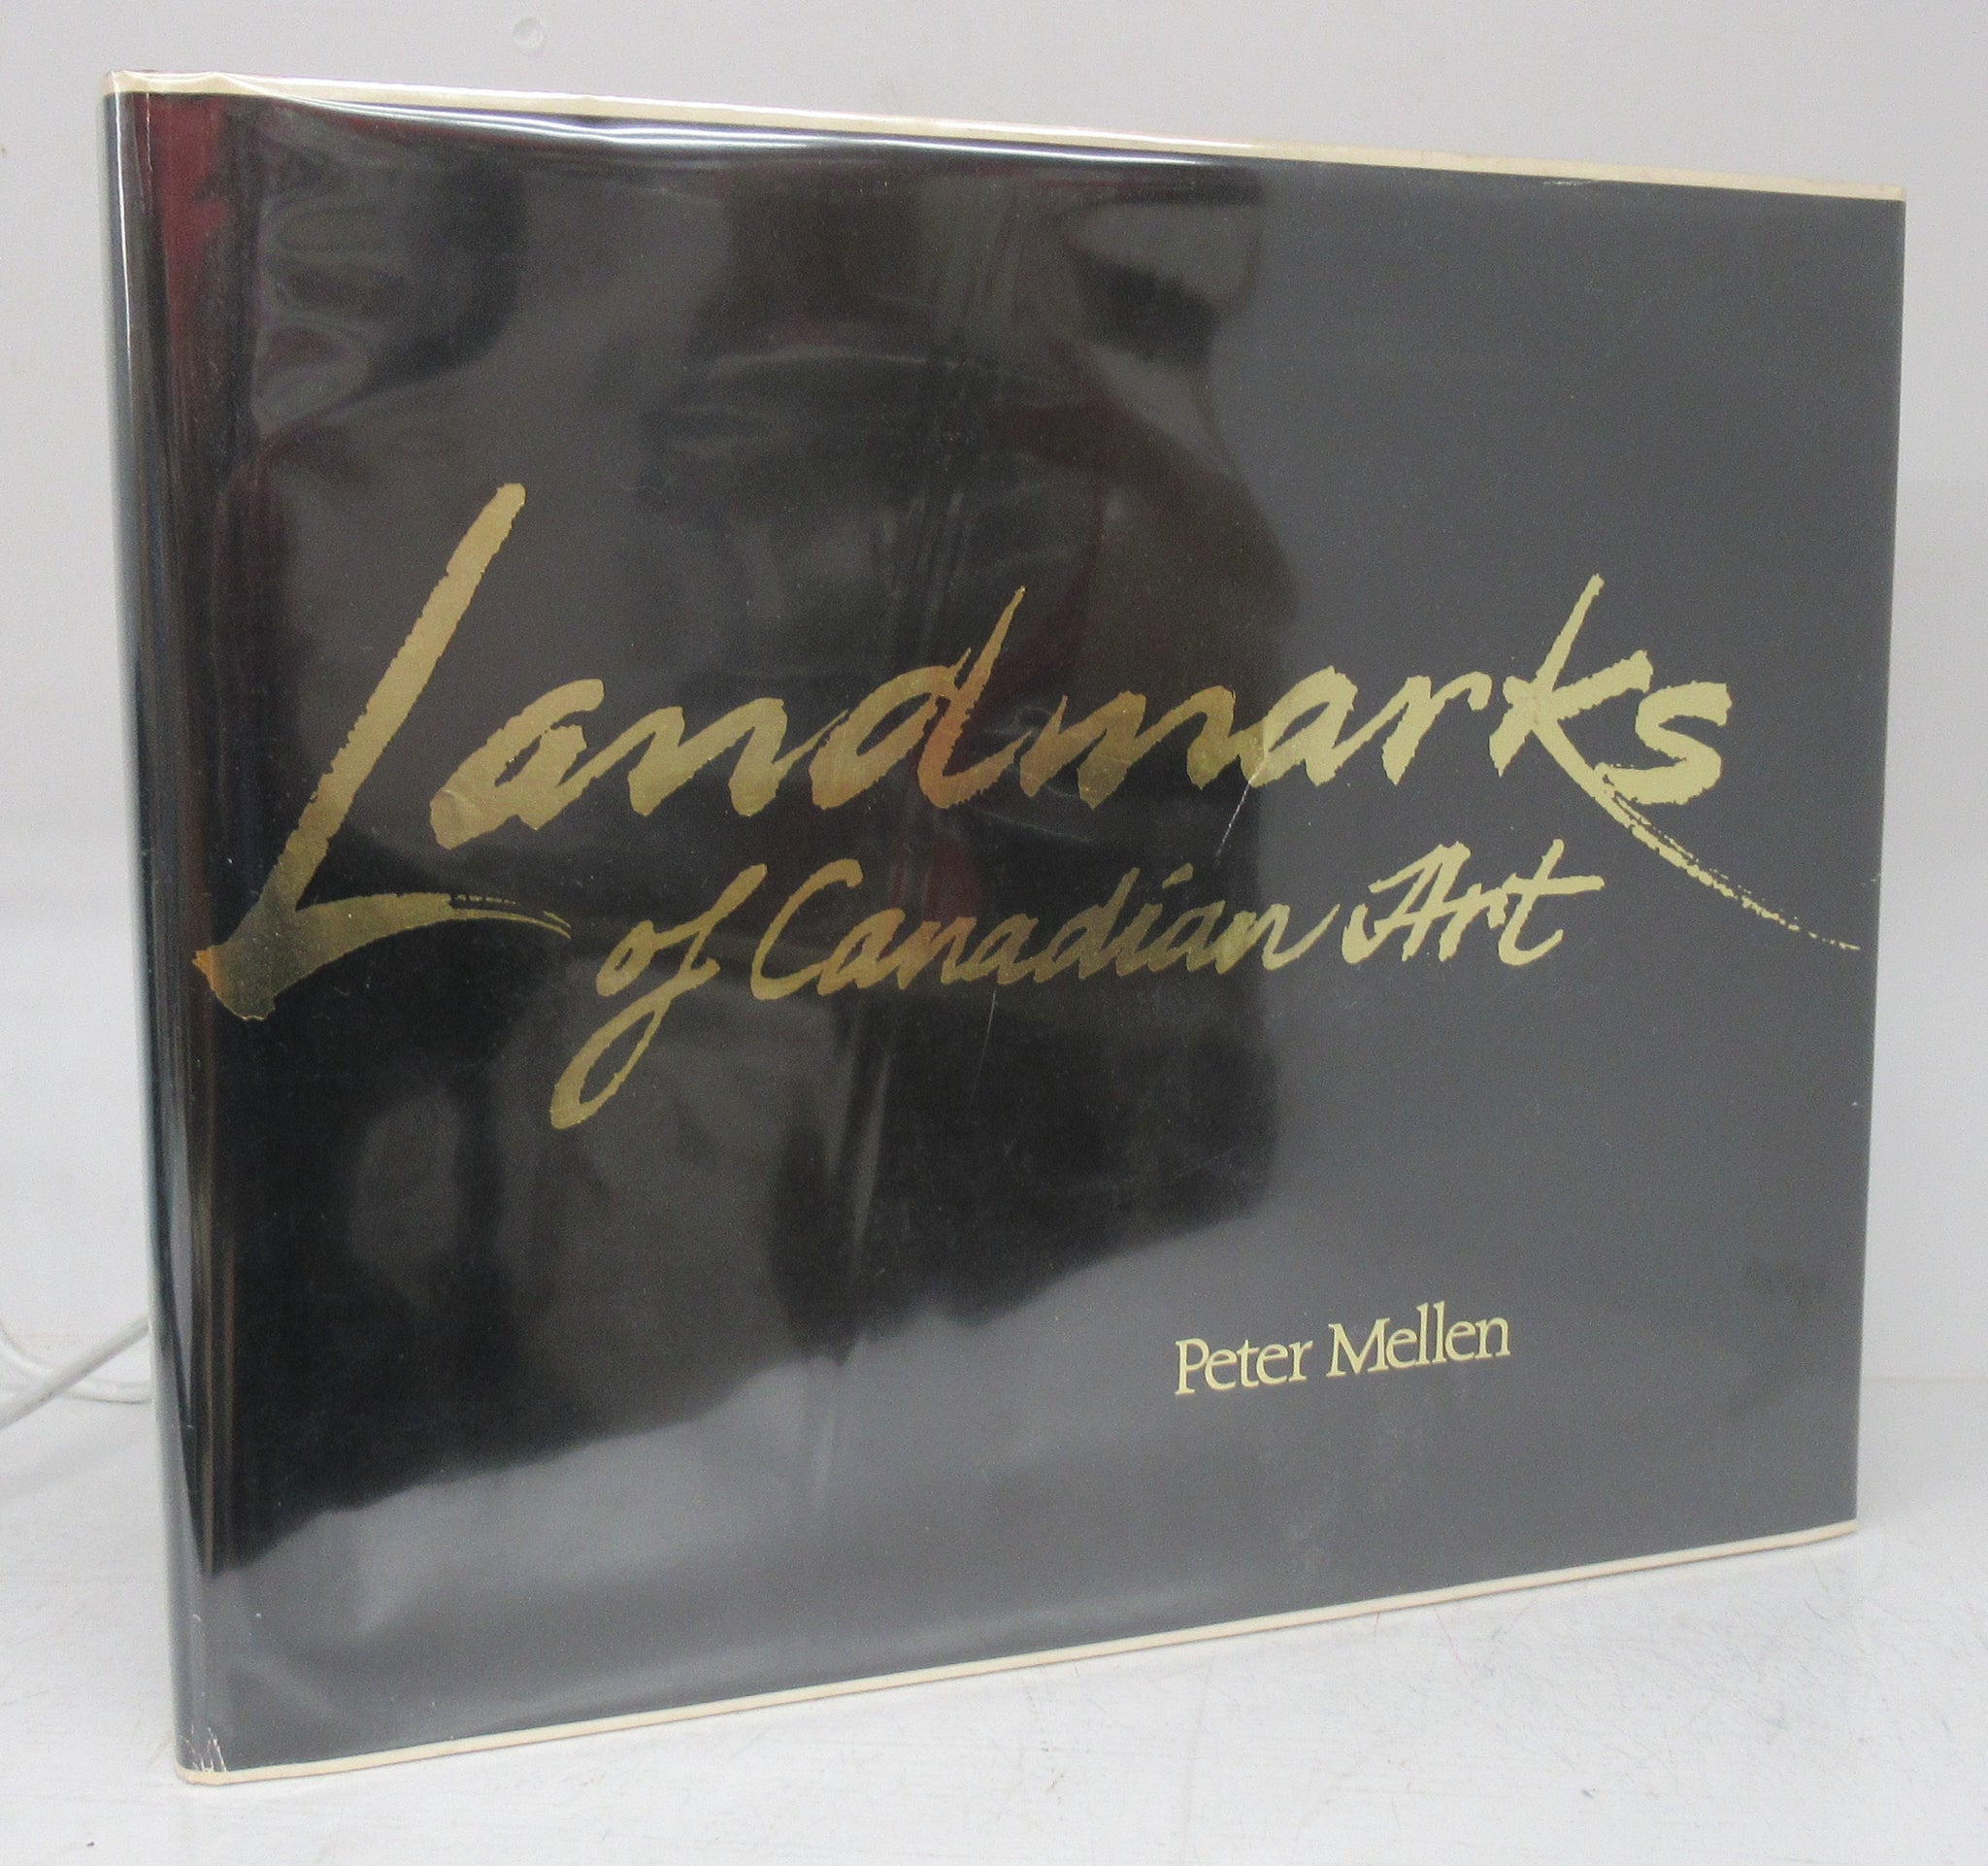 Landmarks
of Canadian Art
Peter Mellen